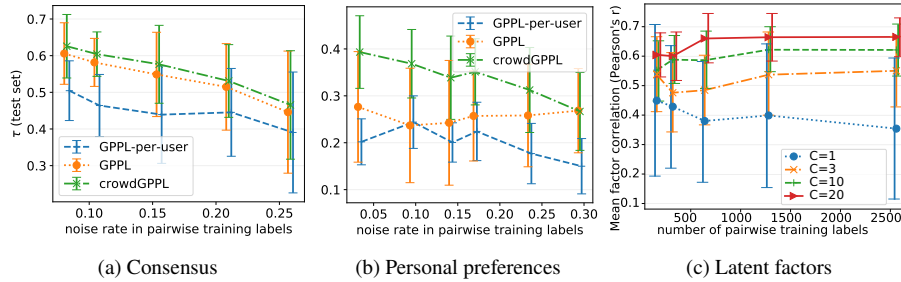 τ (test set)
0.7
0.6
0.5
0.4
0.3
GPPL-per-user
GPPL
crowdGPPL
0.10
0.15
0.20
0.25
noise rate in pairwise training labels
(a) Consensus
0.4
0.3
0.2
0.1
GPPL-per-user
GPPL
crowdGPPL
0.05
0.10
0.15
0.20
0.25
0.30
noise rate in pairwise training labels
(b) Personal preferences
Mean factor correlation (Pearson's r)
0.7
0.6
0.5
0.4
0.3
0.2
0.1
C=1
C=3
C=10
C=20
500
1000
1500
2000
2500
number of pairwise training labels
(c) Latent factors